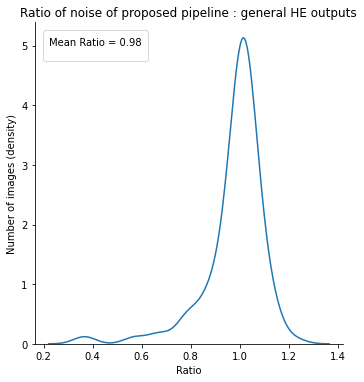 Ratio of noise of proposed pipeline : general HE outputs
Mean Ratio = 0.98
Number of images (density)
5
4
3
2
1
0
0.2 0.4 0.6 0.8 1.0 1.2 1.4
Ratio